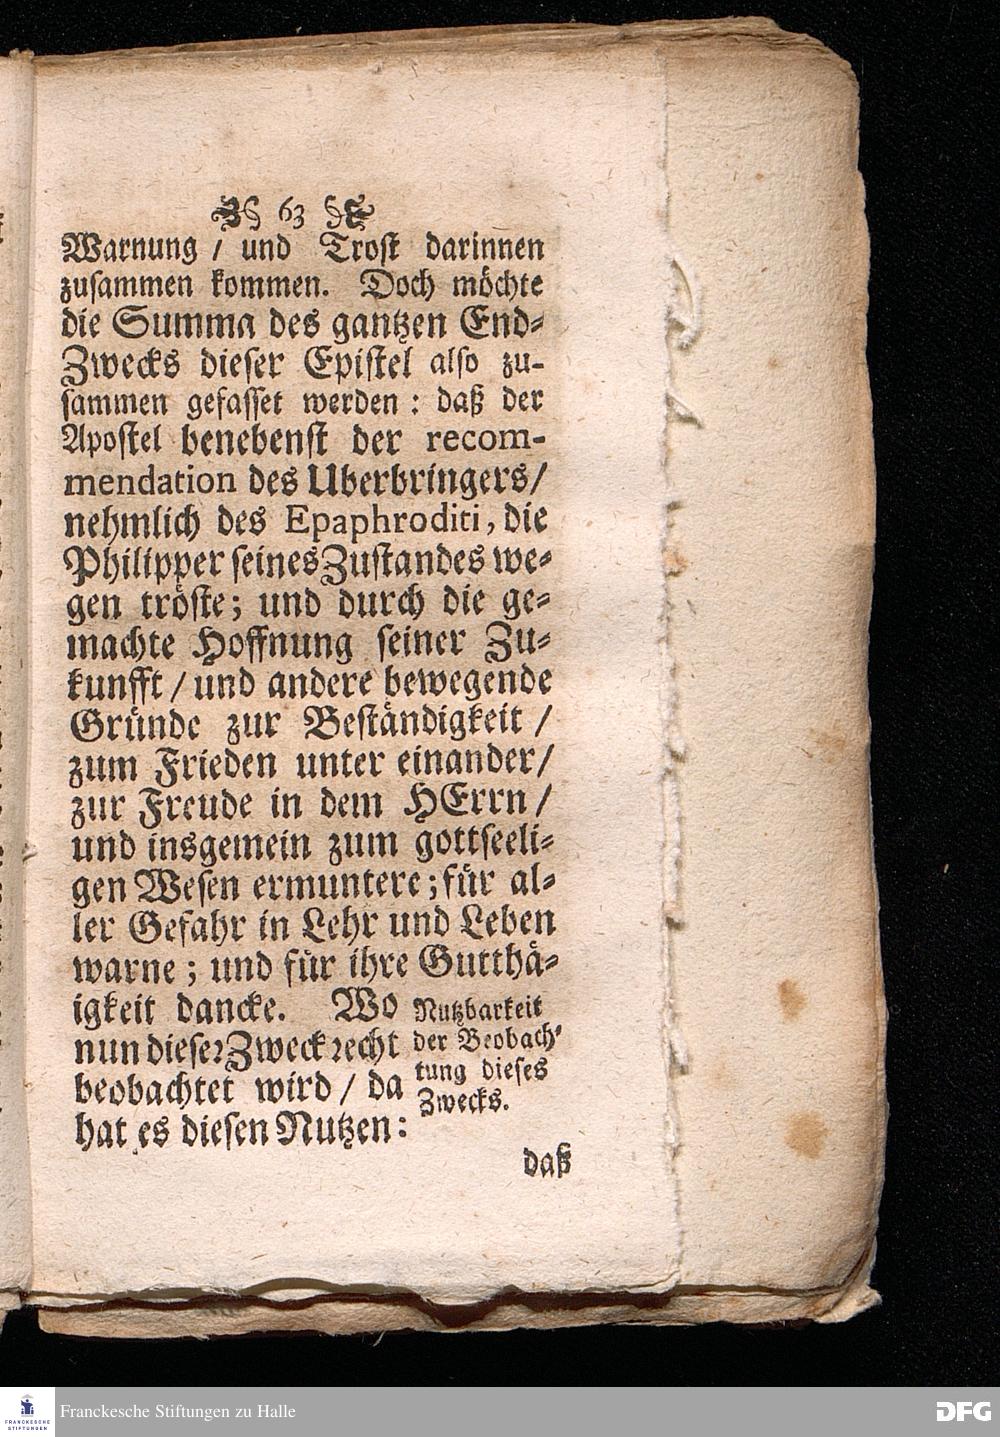 63
Warnung / und Trost darinnen
zusammen kommen. Doch möchte
die Summa des gantzen End-
Zwecks dieser Epistel also zu-
sammen gefasset werden: daß der
Apostel benebenst der recom-
mendation des Uberbringers/
nehmlich des Epaphroditi, die
Philipper seines Zustandes we-
gen tröste; und durch die ge-
machte Hoffnung seiner Zu-
kunfft / und andere bewegende
Gründe zur Beständigkeit /
zum Frieden unter einander/
zur Freude in dem HErrn /
und insgemein zum gottseeli-
gen Wesen ermuntere; für al-
ler Gefahr in Lehr und Leben
warne; und für ihre Gutthä-
igkeit dancke. Wo
nun dieser Zweck recht
beobachtet wird / da
hat es diesen Nutzen:
Nutzbarkeit
der Beobach-
tung dieses
Zwecks.
daß
FRANCKESCHE
STIFTUNGEN
Franckesche Stiftungen zu Halle
DFG